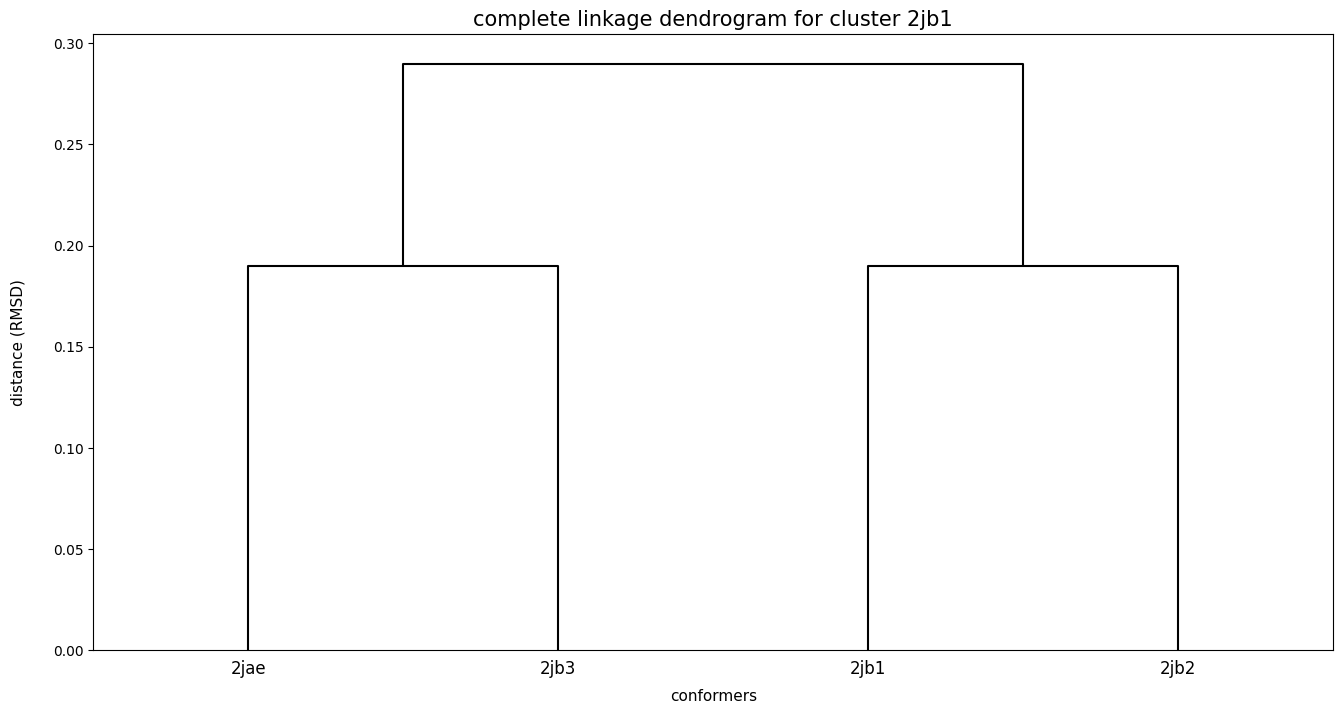 complete linkage dendrogram for cluster 2jb1
0.30
0.25
0.20
0.15
0.10
0.05
0.00
distance (RMSD)
2jae 2jb3 2jb1 2jb2
conformers